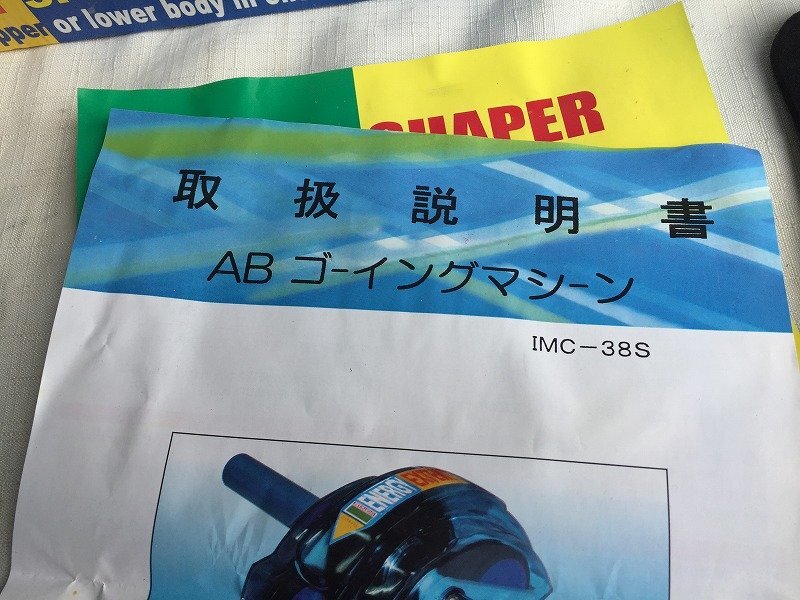 or lower body in
SHAPER
取扱説明書
AB ゴーイングマシーン
IMC-38S
ENERGY